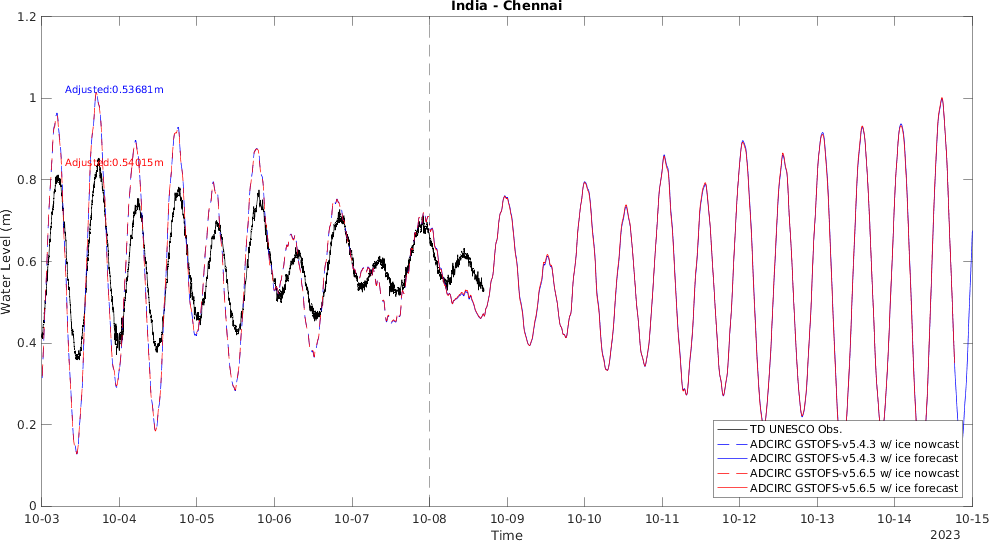 India - Chennai
Water Level (m)
1.2
1
0.8
0.6
0.4
0.2
0
Adjusted:0.53681m
Adjusted:0.54015m
TD UNESCO Obs.
ADCIRC GSTOFS-v5.4.3 w/ ice nowcast
ADCIRC GSTOFS-v5.4.3 w/ ice forecast
ADCIRC GSTOFS-v5.6.5 w/ ice nowcast
ADCIRC GSTOFS-v5.6.5 w/ ice forecast
10-03 10-04 10-05 10-06 10-07 10-08 10-09 10-10 10-11 10-12 10-13 10-14 10-15
Time
2023